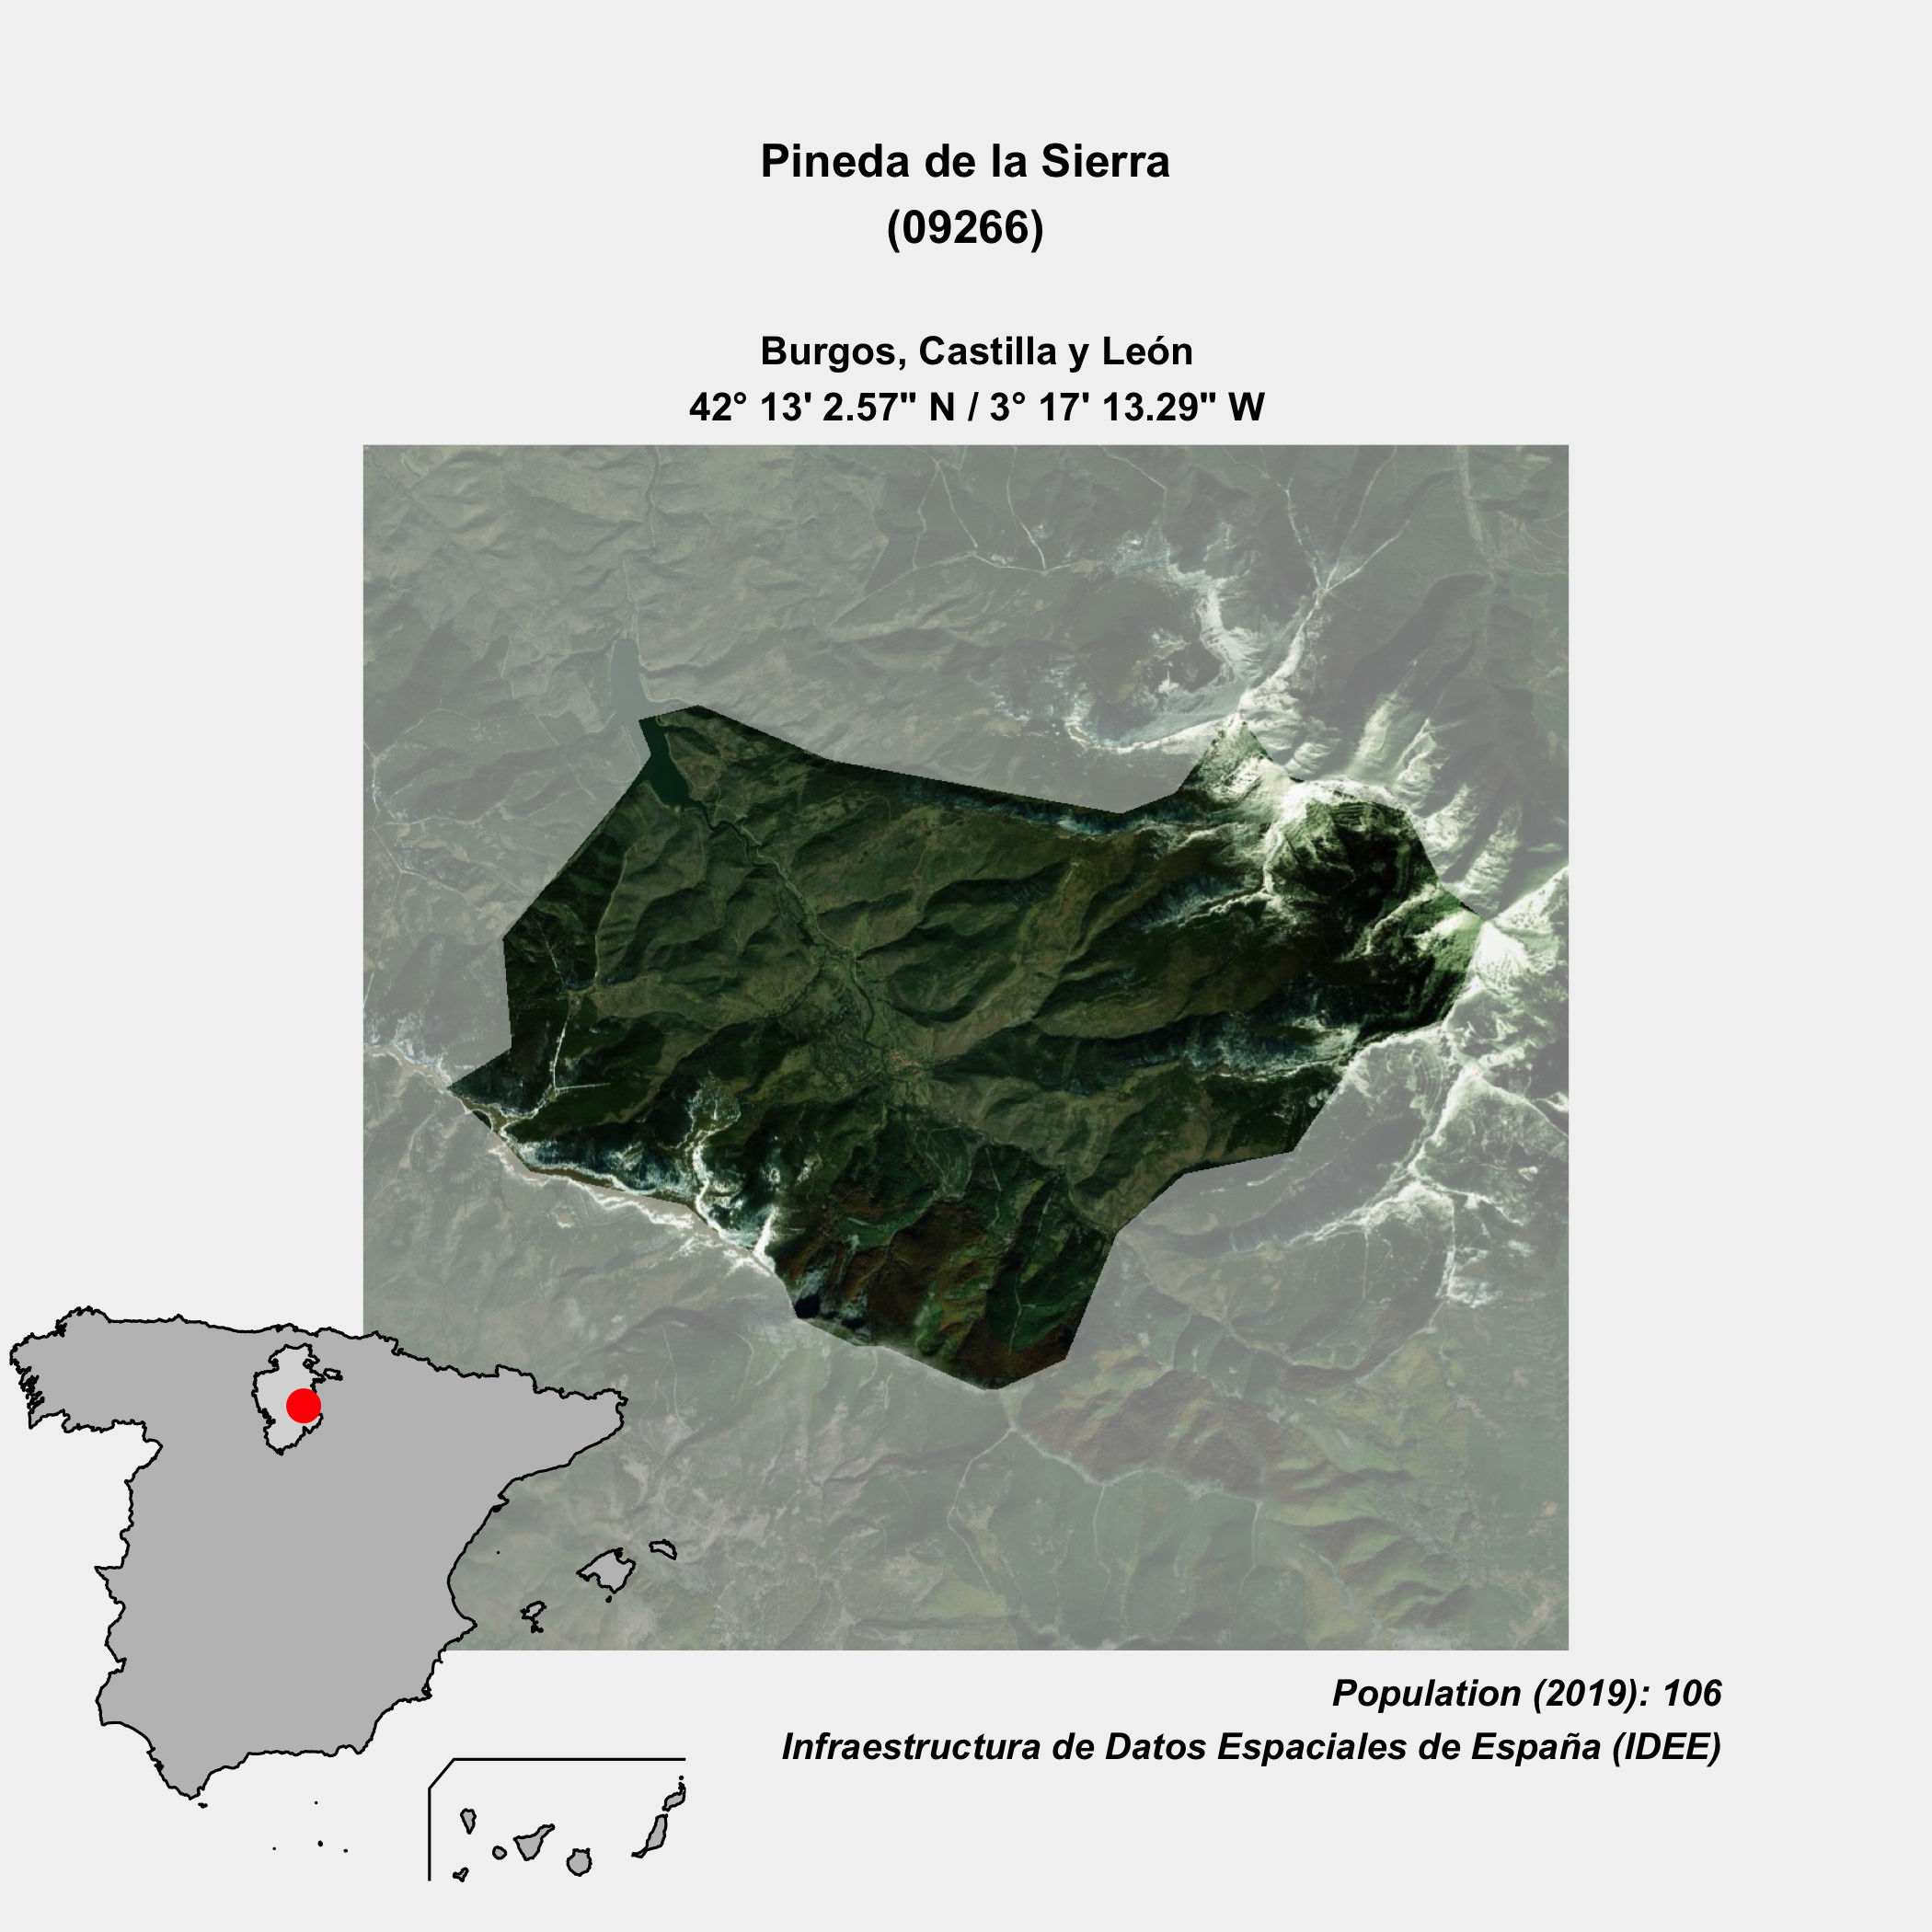 Pineda de la Sierra
(09266)
Burgos, Castilla y León
42° 13' 2.57" N / 3° 17' 13.29" W
Population (2019): 106
Infraestructura de Datos Espaciales de España (IDEE)